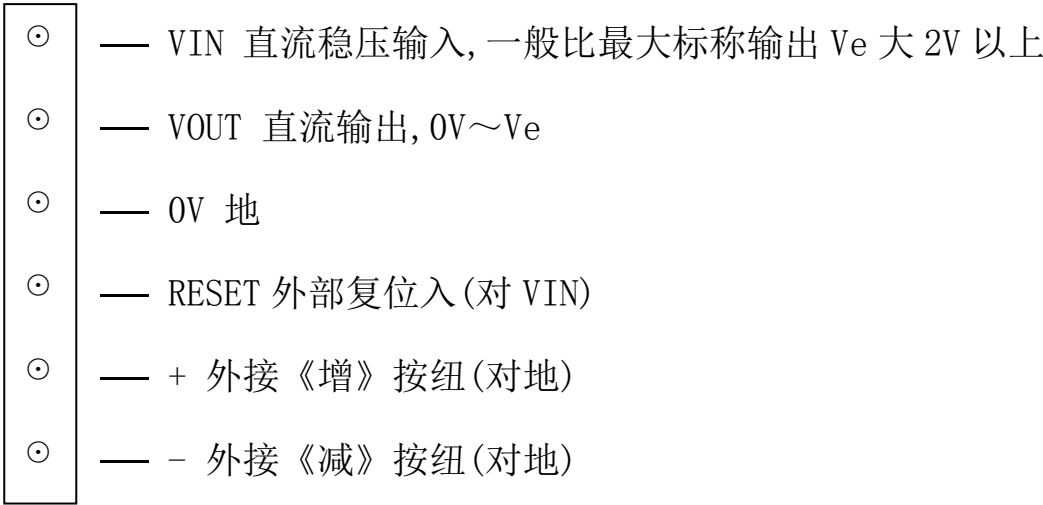 VIN 直流稳压输入,一般比最大标称输出 Ve 大 2V 以上
VOUT 直流输出,0V～Ve
0V 地
RESET 外部复位入(对 VIN)
+ 外接《增》按纽(对地)
- 外接《减》按纽(对地)